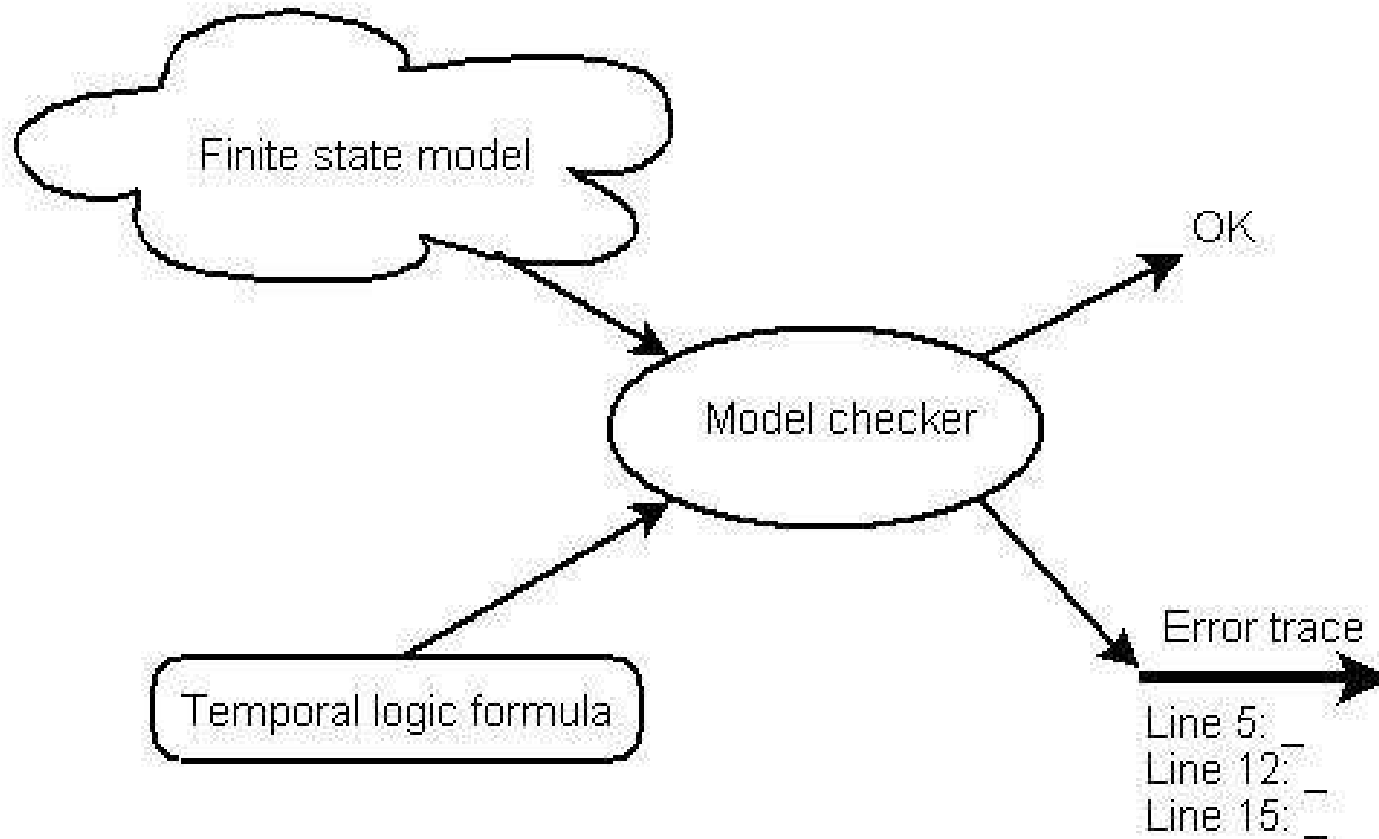 Finite state model
OK
Model checker
Error trace
Temporal logic formula
Line 5: _
Line 12: _
Line 15: _